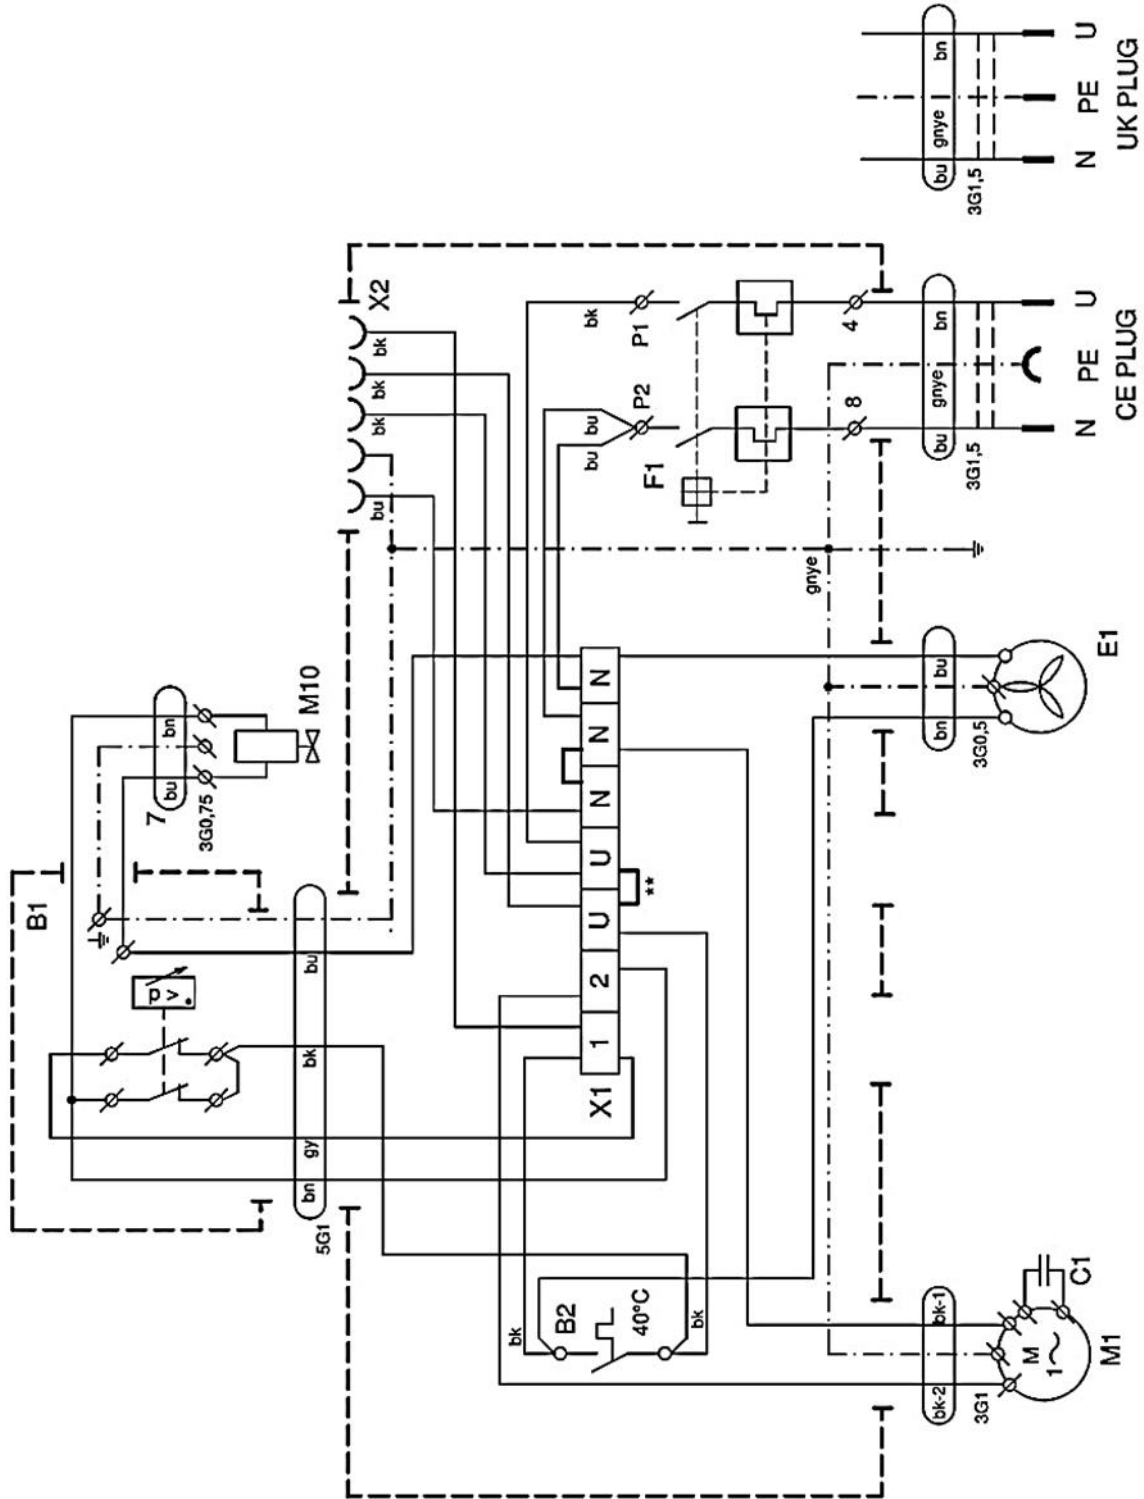 bn
gnye
bu
3G1,5
U
PE
N
UK PLUG
X2
bk
bk
bk
bu
bk
P1
P2
bu
bu
F1
4
8
bn
gnye
bu
3G1,5
U
PE
N
CE PLUG
gnye
7
bn
bu
3G0,75
M10
B1
p >
5G1
bu
bk
gy
bn
X1
1
2
U
U
N
N
N
**
bk
B2
40°C
bk
bu
bn
3G0,5
E1
bk-1
bk-2
3G1
M
1~
C1
M1